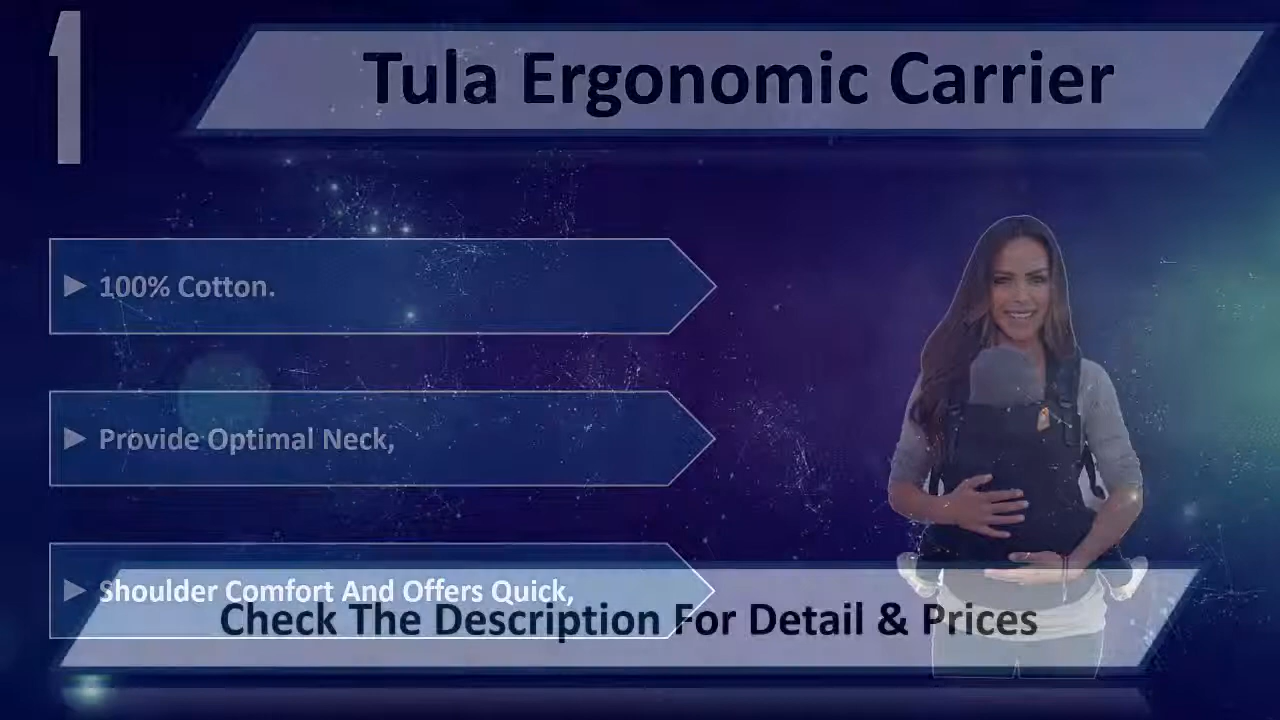 1
Tula Ergonomic Carrier
► 100% Cotton.
► Provide Optimal Neck,
► Shoulder Comfort And Offers Quick,
Check The Description For Detail & Prices